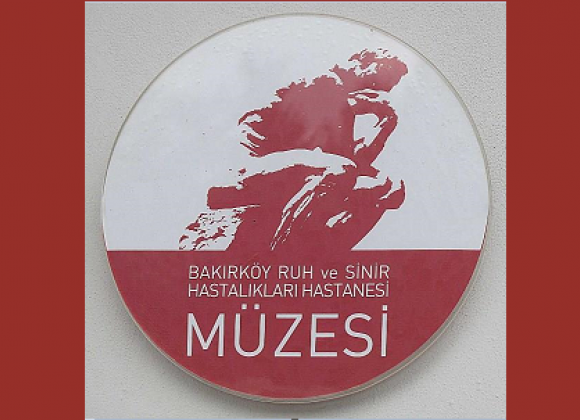 BAKIRKÖY RUH ve SİNİR
HASTALIKLARI HASTANESİ
MÜZESİ